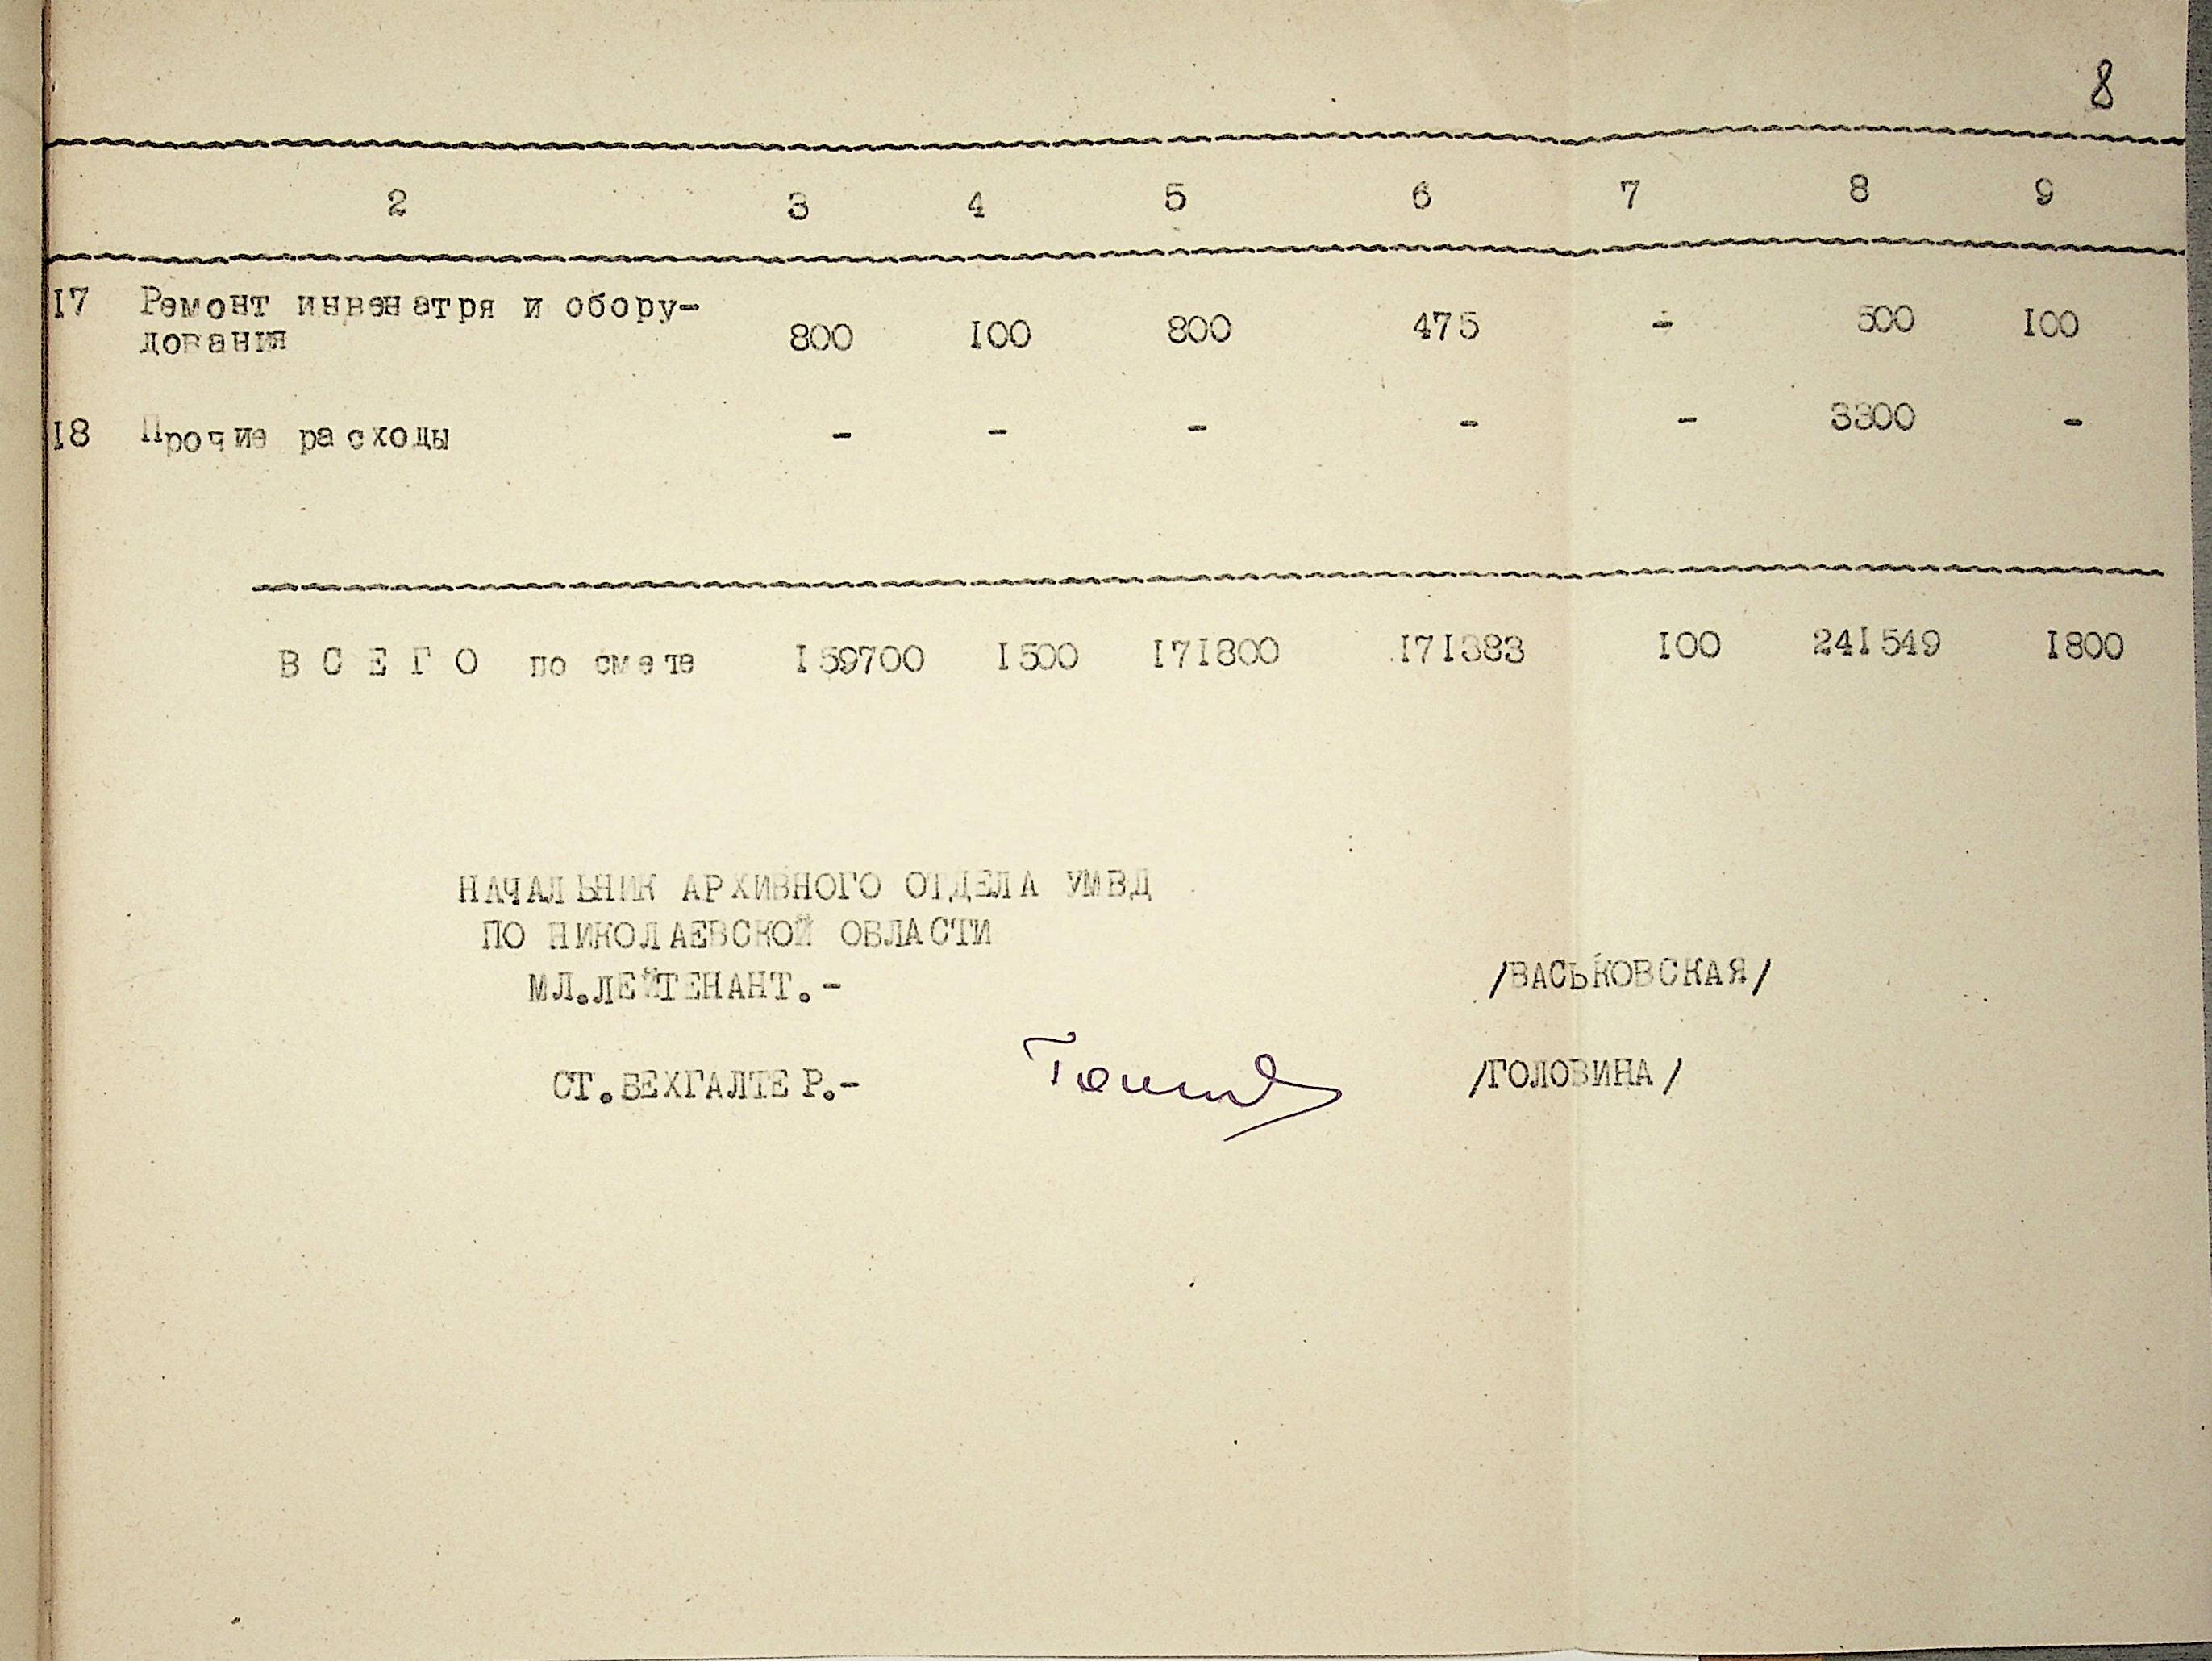 8
2 3 4 5 6 7 8 9
17 Ремонт инвенатря и обору-
дования 800 100 800 475 - 500 100
18 Прочие расходы - - - - - 3300 -
В С Е Г О по смете 159700 1500 171800 171383 100 241549 1800
НАЧАЛЬНИК АРХИВНОГО ОТДЕЛА УМВД
ПО НИКОЛАЕВСКОЙ ОБЛАСТИ
МЛ.ЛЕЙТЕНАНТ.- /ВАСЬКОВСКАЯ/
СТ.БЕХГАЛТЕР.- /ГОЛОВИНА/